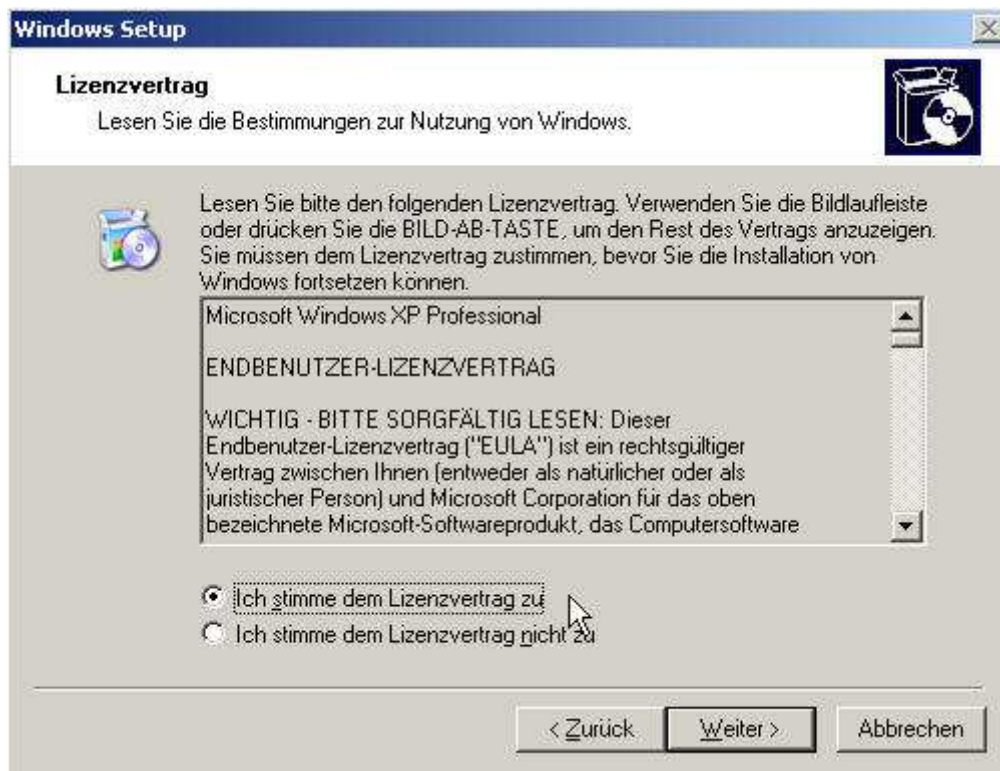 Windows Setup
Lizenzvertrag
Lesen Sie die Bestimmungen zur Nutzung von Windows.
Lesen Sie bitte den folgenden Lizenzvertrag. Verwenden Sie die Bildlaufleiste
oder drücken Sie die BILD-AB-TASTE, um den Rest des Vertrags anzuzeigen.
Sie müssen dem Lizenzvertrag zustimmen, bevor Sie die Installation von
Windows fortsetzen können.
Microsoft Windows XP Professional
ENDBENUTZER-LIZENZVERTRAG
WICHTIG - BITTE SORGFÄLTIG LESEN: Dieser
Endbenutzer-Lizenzvertrag ("EULA") ist ein rechtsgültiger
Vertrag zwischen Ihnen (entweder als natürlicher oder als
juristischer Person) und Microsoft Corporation für das oben
bezeichnete Microsoft-Softwareprodukt, das Computersoftware
Ich stimme dem Lizenzvertrag zu
Ich stimme dem Lizenzvertrag nicht zu
< Zurück Weiter > Abbrechen